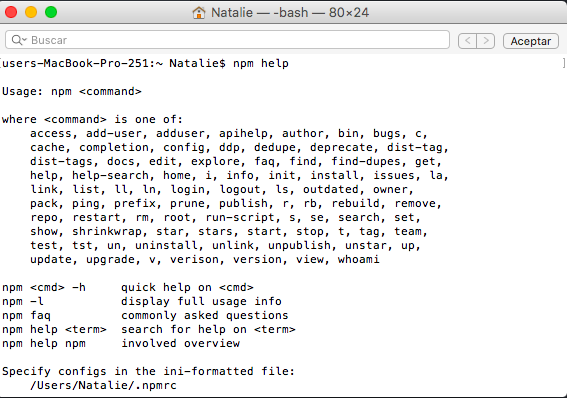 Natalie — -bash — 80×24
Buscar
Aceptar
[users-MacBook-Pro-251:~ Natalie$ npm help ]
Usage: npm <command>
where <command> is one of:
access, add-user, adduser, apihelp, author, bin, bugs, c,
cache, completion, config, ddp, dedupe, deprecate, dist-tag,
dist-tags, docs, edit, explore, faq, find, find-dupes, get,
help, help-search, home, i, info, init, install, issues, la,
link, list, ll, ln, login, logout, ls, outdated, owner,
pack, ping, prefix, prune, publish, r, rb, rebuild, remove,
repo, restart, rm, root, run-script, s, se, search, set,
show, shrinkwrap, star, stars, start, stop, t, tag, team,
test, tst, un, uninstall, unlink, unpublish, unstar, up,
update, upgrade, v, verison, version, view, whoami
npm <cmd> -h     quick help on <cmd>
npm -l           display full usage info
npm faq          commonly asked questions
npm help <term>  search for help on <term>
npm help npm     involved overview
Specify configs in the ini-formatted file:
/Users/Natalie/.npmrc